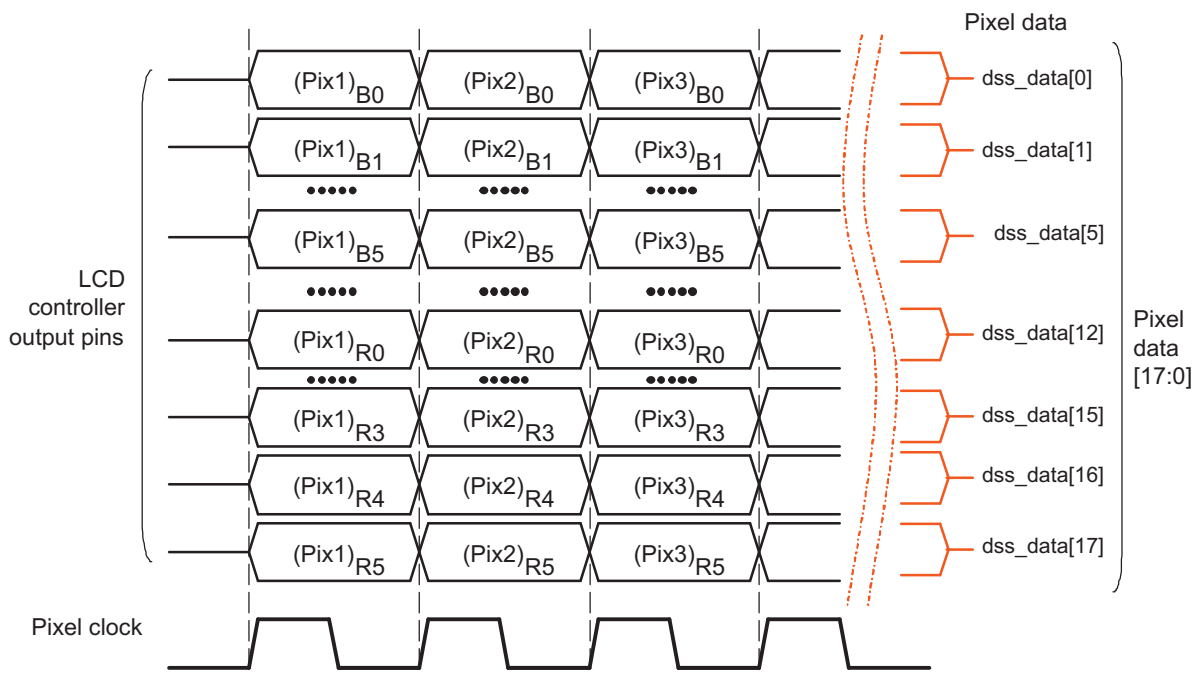 Pixel data
(Pix1)B0 (Pix2)B0 (Pix3)B0 dss_data[0]
(Pix1)B1 (Pix2)B1 (Pix3)B1 dss_data[1]
(Pix1)B5 (Pix2)B5 (Pix3)B5 dss_data[5]
LCD
controller
output pins
(Pix1)R0 (Pix2)R0 (Pix3)R0 dss_data[12]
Pixel
data
[17:0]
(Pix1)R3 (Pix2)R3 (Pix3)R3 dss_data[15]
(Pix1)R4 (Pix2)R4 (Pix3)R4 dss_data[16]
(Pix1)R5 (Pix2)R5 (Pix3)R5 dss_data[17]
Pixel clock